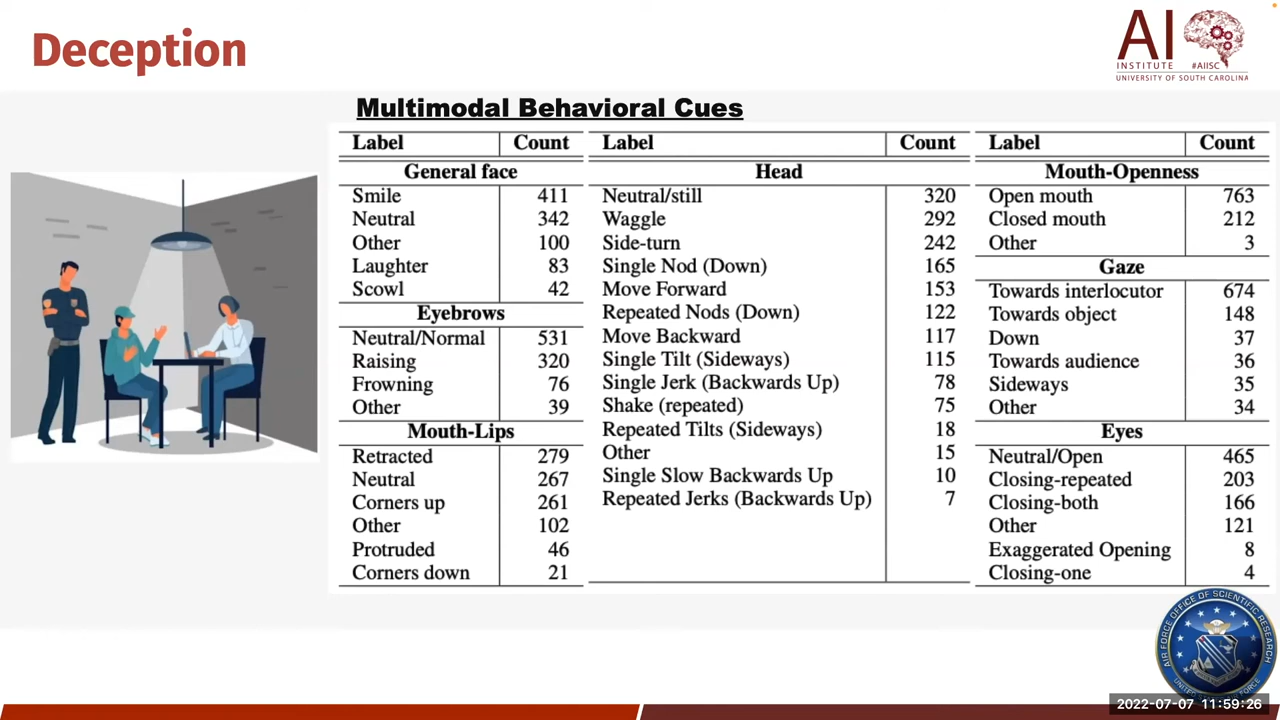 Deception
AI
INSTITUTE #AIISC
UNIVERSITY OF SOUTH CAROLINA
Multimodal Behavioral Cues
Label Count
General face
Smile 411
Neutral 342
Other 100
Laughter 83
Scowl 42
Eyebrows
Neutral/Normal 531
Raising 320
Frowning 76
Other 39
Mouth-Lips
Retracted 279
Neutral 267
Corners up 261
Other 102
Protruded 46
Corners down 21
Label Count
Head
Neutral/still 320
Waggle 292
Side-turn 242
Single Nod (Down) 165
Move Forward 153
Repeated Nods (Down) 122
Move Backward 117
Single Tilt (Sideways) 115
Single Jerk (Backwards Up) 78
Shake (repeated) 75
Repeated Tilts (Sideways) 18
Other 15
Single Slow Backwards Up 10
Repeated Jerks (Backwards Up) 7
Label Count
Mouth-Openness
Open mouth 763
Closed mouth 212
Other 3
Gaze
Towards interlocutor 674
Towards object 148
Down 37
Towards audience 36
Sideways 35
Other 34
Eyes
Neutral/Open 465
Closing-repeated 203
Closing-both 166
Other 121
Exaggerated Opening 8
Closing-one 4
AIR FORCE OFFICE OF SCIENTIFIC RESEARCH
2022-07-07 11:59:26